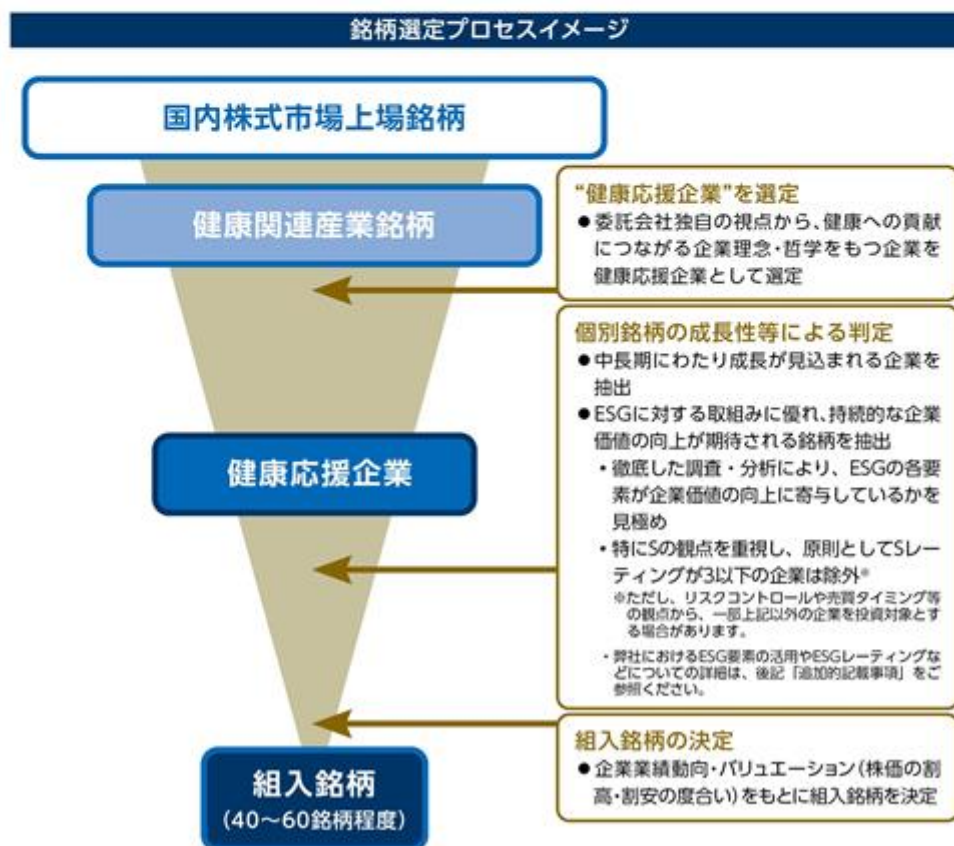 銘柄選定プロセスイメージ
国内株式市場上場銘柄
健康関連産業銘柄
“健康応援企業”を選定
●委託会社独自の視点から、健康への貢献
につながる企業理念・哲学をもつ企業を
健康応援企業として選定
個別銘柄の成長性等による判定
●中長期にわたり成長が見込まれる企業を
抽出
●ESGに対する取組みに優れ、持続的な企業
価値の向上が期待される銘柄を抽出
・徹底した調査・分析により、ESGの各要
素が企業価値の向上に寄与しているかを
見極め
・特にSの観点を重視し、原則としてSレー
ティングが3以下の企業は除外※
※ただし、リスクコントロールや売買タイミング等
の観点から、一部上記以外の企業を投資対象とす
る場合があります。
・弊社におけるESG要素の活用やESGレーティングな
どについての詳細は、後記「追加的記載事項」をご
参照ください。
健康応援企業
組入銘柄の決定
●企業業績動向・バリュエーション(株価の割
高・割安の度合い)をもとに組入銘柄を決定
組入銘柄
(40～60銘柄程度)